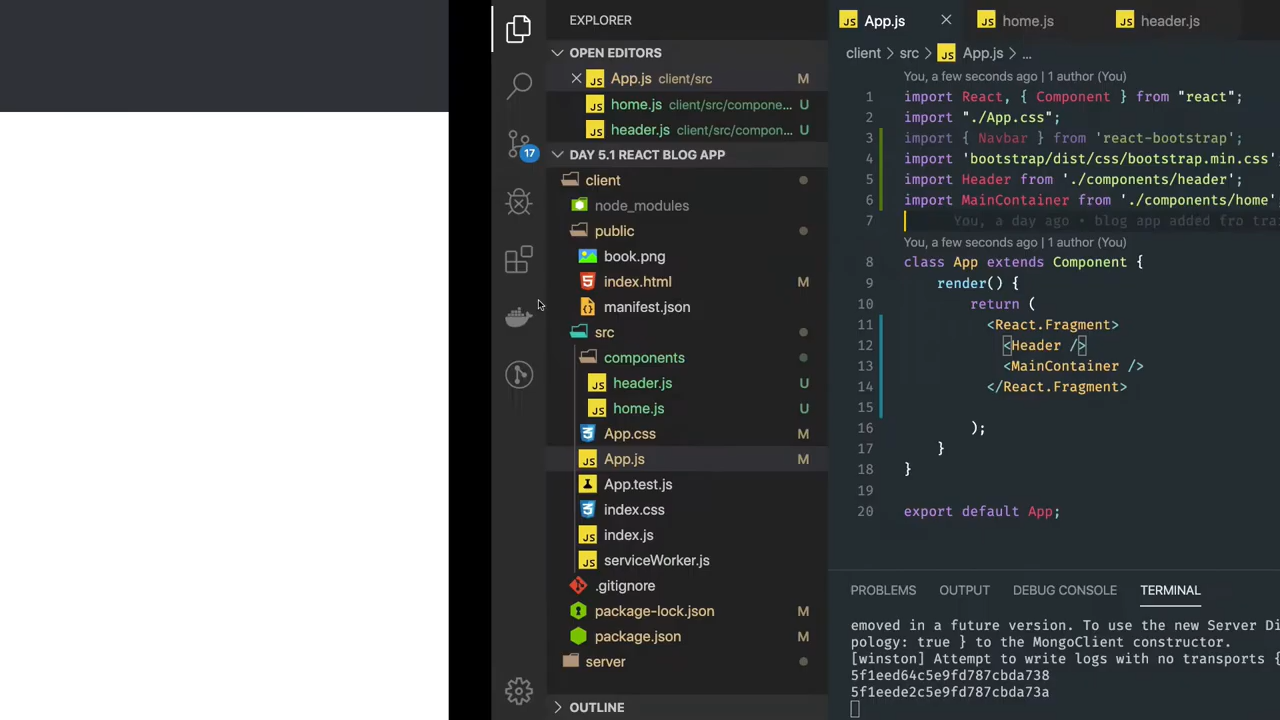 EXPLORER
OPEN EDITORS
App.js client/src M
home.js client/src/compone... U
header.js client/src/compon... U
17
DAY 5.1 REACT BLOG APP
client
node_modules
public
book.png
index.html M
manifest.json
src
components
header.js U
home.js U
App.css M
App.js M
App.test.js
index.css
index.js
serviceWorker.js
.gitignore
package-lock.json M
package.json M
server
OUTLINE
App.js
home.js
header.js
client > src > App.js > ...
You, a few seconds ago | 1 author (You)
1 import React, { Component } from "react";
2 import "./App.css";
3 import { Navbar } from 'react-bootstrap';
4 import 'bootstrap/dist/css/bootstrap.min.css'
5 import Header from './components/header';
6 import MainContainer from './components/home'
7 You, a day ago • blog app added fro tra
You, a few seconds ago | 1 author (You)
8 class App extends Component {
9 render() {
10 return (
11 <React.Fragment>
12 <Header />
13 <MainContainer />
14 </React.Fragment>
15
16 );
17 }
18 }
19
20 export default App;
PROBLEMS OUTPUT DEBUG CONSOLE TERMINAL
emoved in a future version. To use the new Server Di
pology: true } to the MongoClient constructor.
[winston] Attempt to write logs with no transports {
5f1eed64c5e9fd787cbda738
5f1eede2c5e9fd787cbda73a